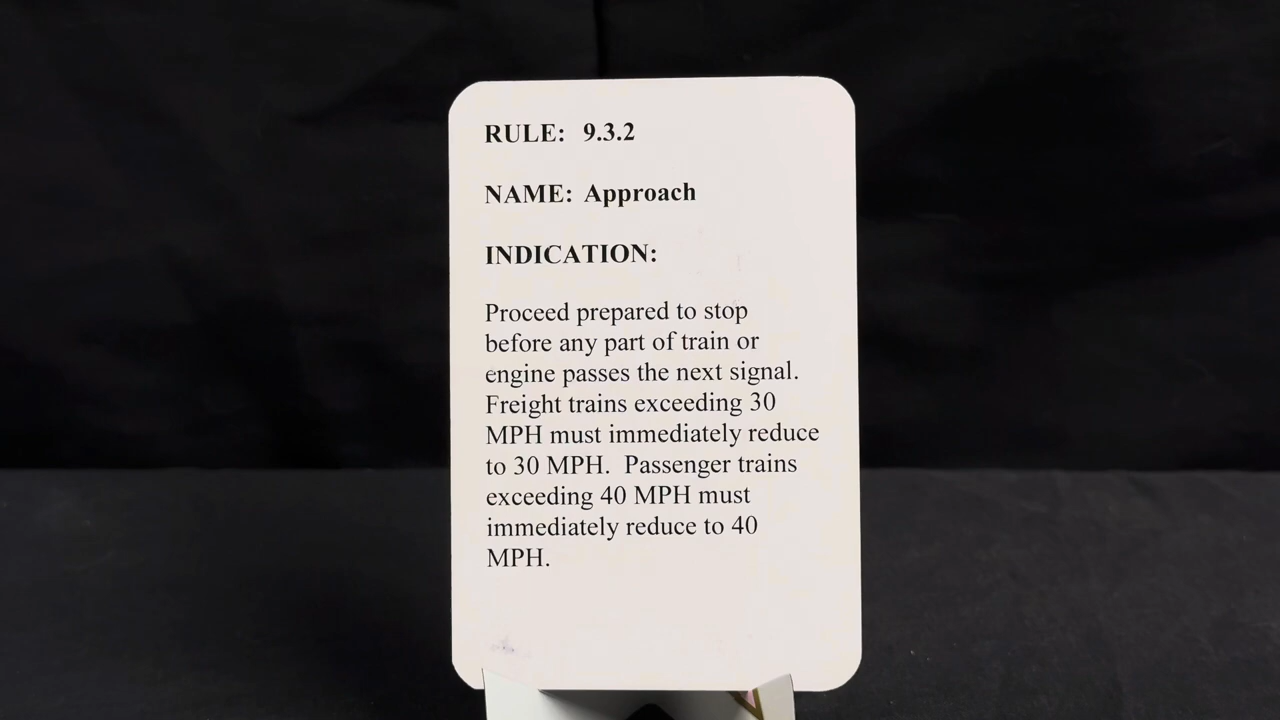 RULE: 9.3.2
NAME: Approach
INDICATION:
Proceed prepared to stop
before any part of train or
engine passes the next signal.
Freight trains exceeding 30
MPH must immediately reduce
to 30 MPH. Passenger trains
exceeding 40 MPH must
immediately reduce to 40
MPH.